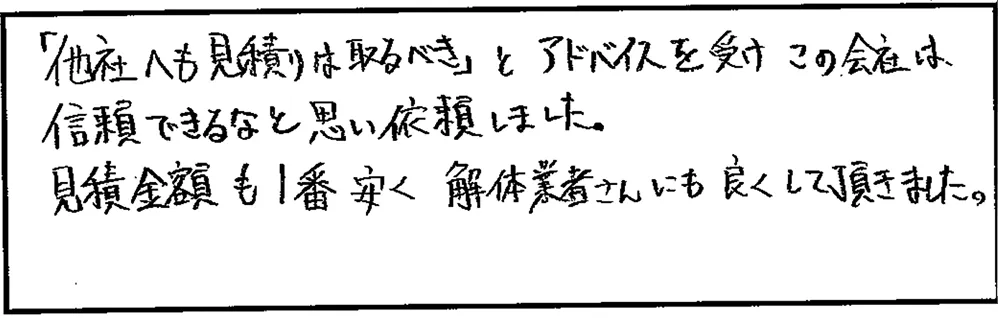 「他社へも見積りは取るべき」と アドバイスを受け この会社は
信頼できるなと思い依頼しました。
見積金額も1番安く 解体業者さんにも良くして頂きました。